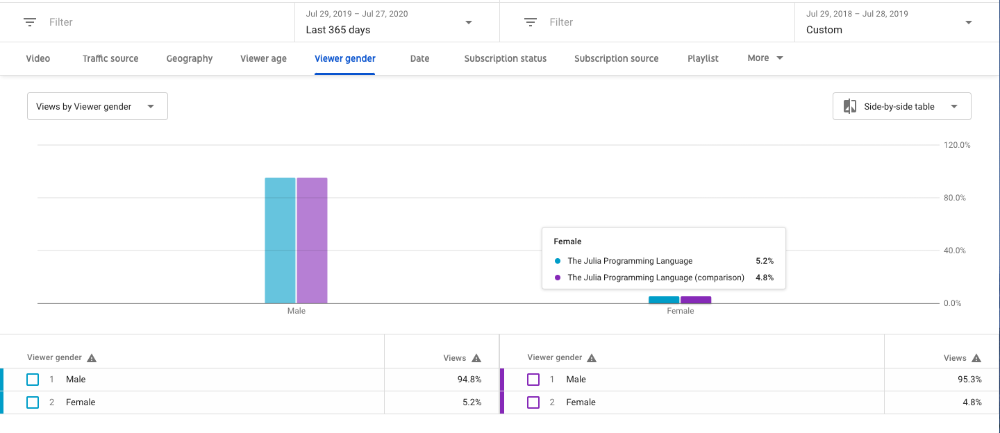 Filter
Jul 29, 2019 – Jul 27, 2020
Last 365 days
Filter
Jul 29, 2018 – Jul 28, 2019
Custom
Video Traffic source Geography Viewer age Viewer gender Date Subscription status Subscription source Playlist More
Views by Viewer gender
Side-by-side table
120.0%
80.0%
40.0%
0.0%
Female
The Julia Programming Language 5.2%
The Julia Programming Language (comparison) 4.8%
Male Female
Viewer gender Views Viewer gender Views
1 Male 94.8% 1 Male 95.3%
2 Female 5.2% 2 Female 4.8%